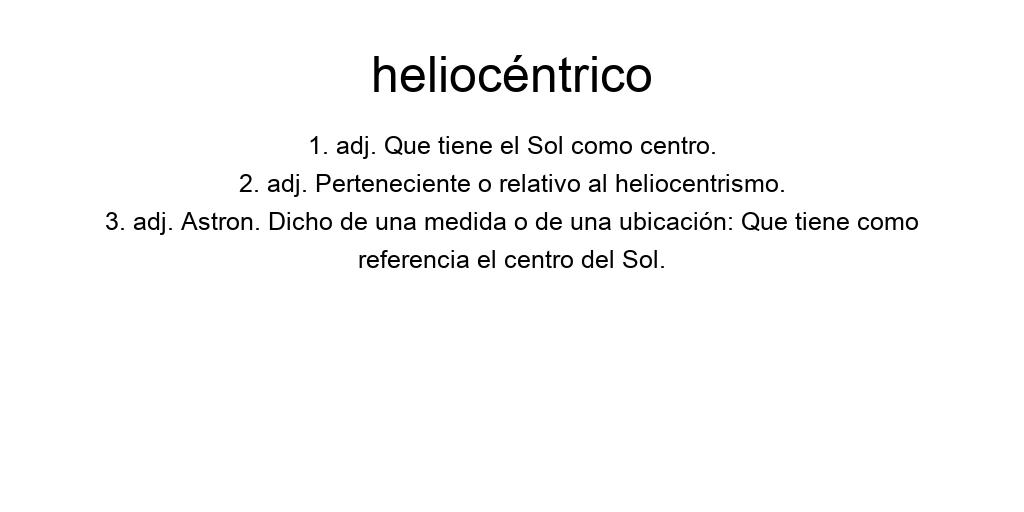 heliocéntrico
1. adj. Que tiene el Sol como centro.
2. adj. Perteneciente o relativo al heliocentrismo.
3. adj. Astron. Dicho de una medida o de una ubicación: Que tiene como
referencia el centro del Sol.